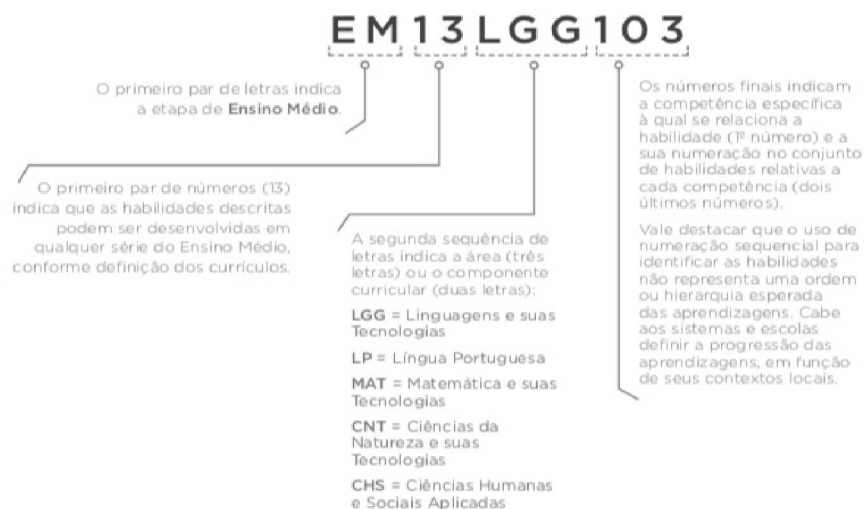 EM13LGG103
O primeiro par de letras indica
a etapa de Ensino Médio.
O primeiro par de números (13)
indica que as habilidades descritas
podem ser desenvolvidas em
qualquer série do Ensino Médio,
conforme definição dos currículos.
A segunda sequência de
letras indica a área (três
letras) ou o componente
curricular (duas letras):
LGG = Linguagens e suas
Tecnologias
LP = Língua Portuguesa
MAT = Matemática e suas
Tecnologias
CNT = Ciências da
Natureza e suas
Tecnologias
CHS = Ciências Humanas
e Sociais Aplicadas
Os números finais indicam
a competência específica
à qual se relaciona a
habilidade (1º número) e a
sua numeração no conjunto
de habilidades relativas a
cada competência (dois
últimos números).
Vale destacar que o uso de
numeração sequencial para
identificar as habilidades
não representa uma ordem
ou hierarquia esperada
das aprendizagens. Cabe
aos sistemas e escolas
definir a progressão das
aprendizagens, em função
de seus contextos locais.